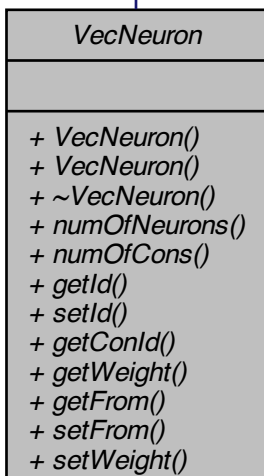 VecNeuron
+ VecNeuron()
+ VecNeuron()
+ ~VecNeuron()
+ numOfNeurons()
+ numOfCons()
+ getId()
+ setId()
+ getConId()
+ getWeight()
+ getFrom()
+ setFrom()
+ setWeight()